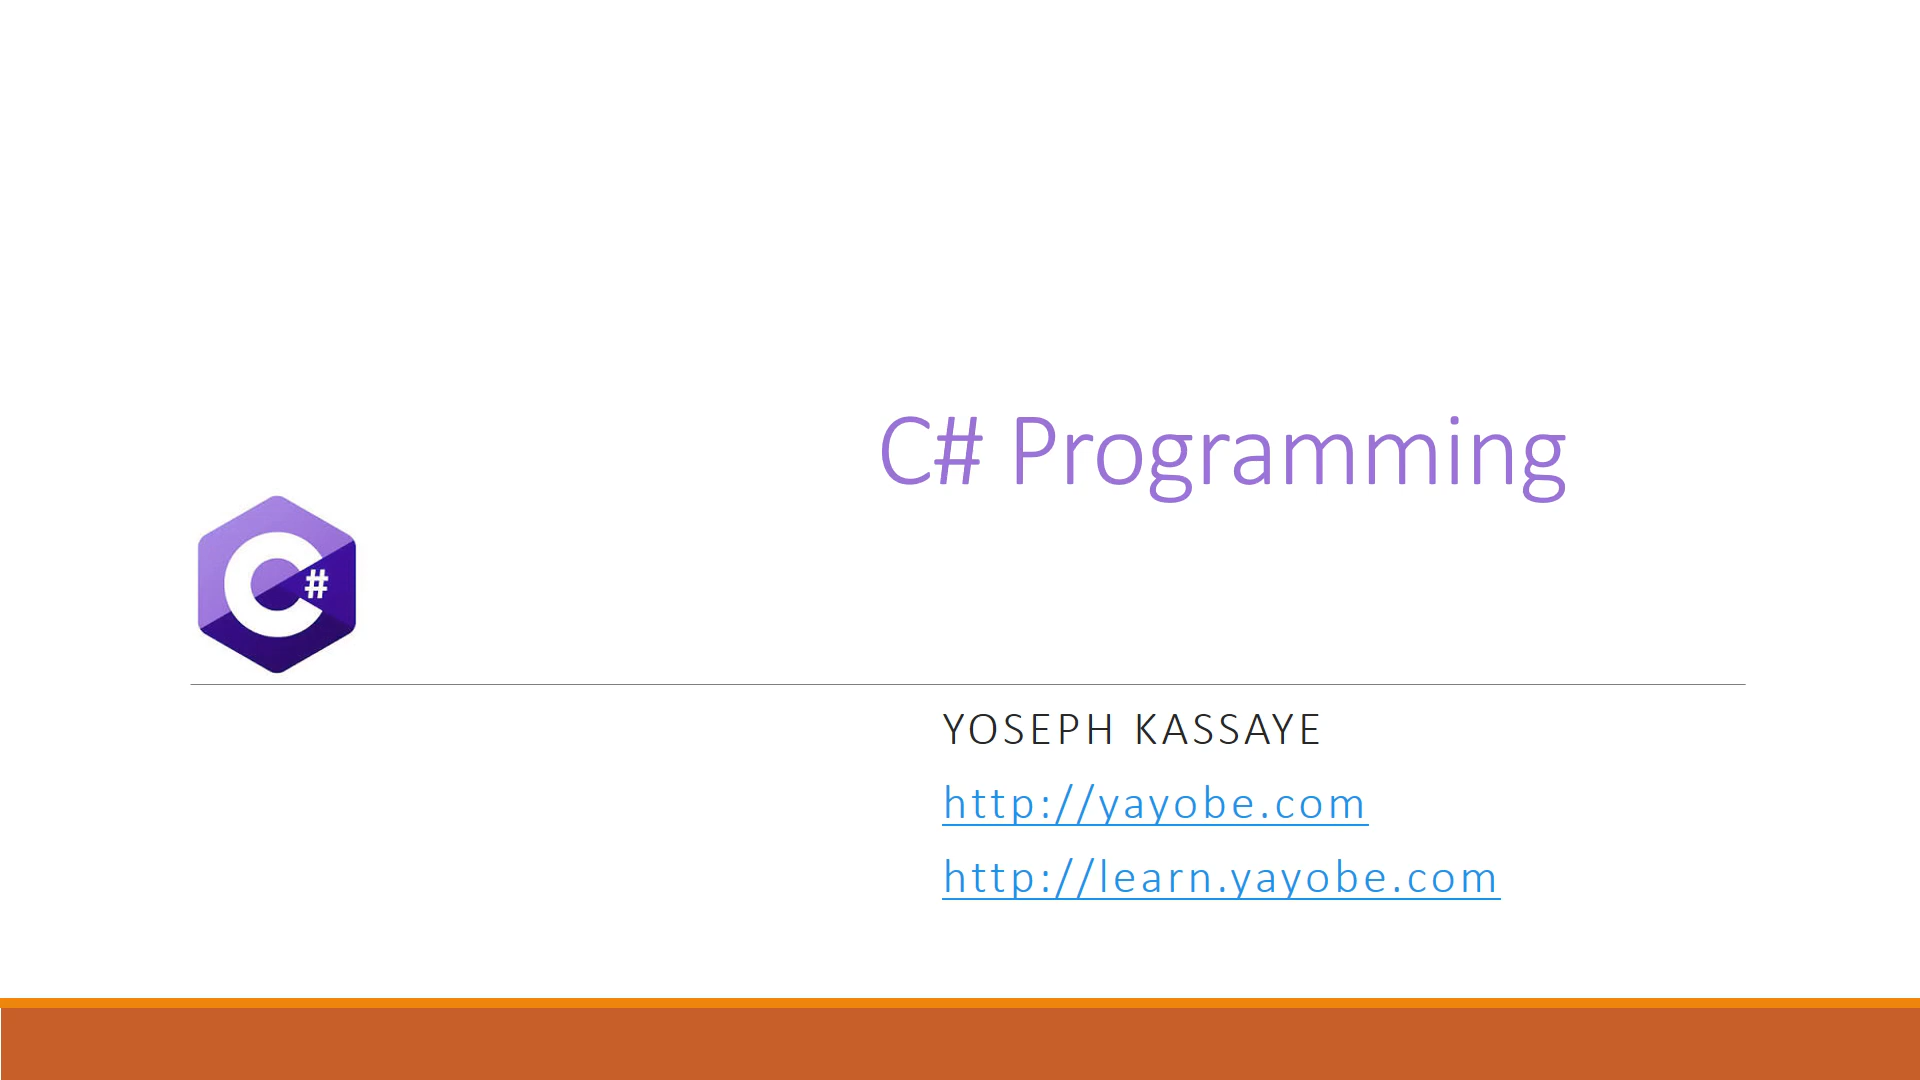 C# Programming
C#
YOSEPH KASSAYE
http://yayobe.com
http://learn.yayobe.com